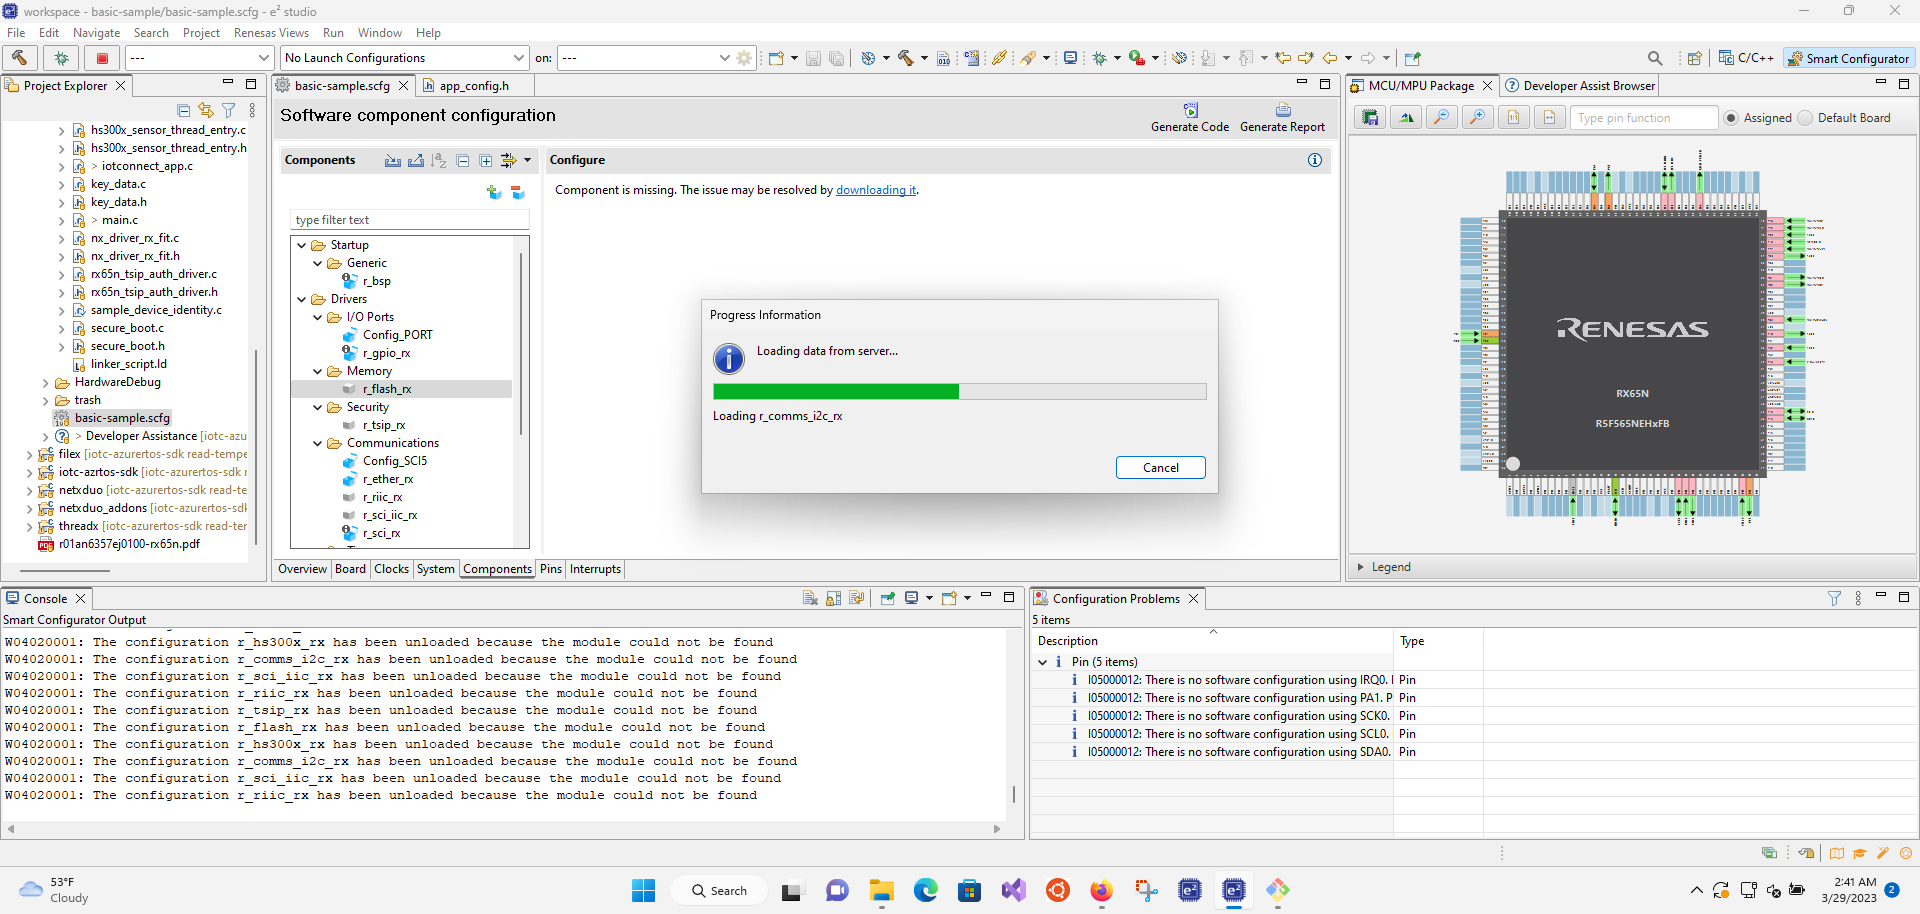 workspace - basic-sample/basic-sample.scfg - e² studio
File Edit Navigate Search Project Renesas Views Run Window Help
--- No Launch Configurations on: ---
C/C++ Smart Configurator
Project Explorer
basic-sample.scfg
app_config.h
MCU/MPU Package
Developer Assist Browser
hs300x_sensor_thread_entry.c
hs300x_sensor_thread_entry.h
> iotconnect_app.c
key_data.c
key_data.h
> main.c
nx_driver_rx_fit.c
nx_driver_rx_fit.h
rx65n_tsip_auth_driver.c
rx65n_tsip_auth_driver.h
sample_device_identity.c
secure_boot.c
secure_boot.h
linker_script.ld
HardwareDebug
trash
basic-sample.scfg
> Developer Assistance [iotc-azu
filex [iotc-azurertos-sdk read-tempe
iotc-azrtos-sdk [iotc-azurertos-sdk r
netxduo [iotc-azurertos-sdk read-te
netxduo_addons [iotc-azurertos-sdk
threadx [iotc-azurertos-sdk read-ter
r01an6357ej0100-rx65n.pdf
Software component configuration
Generate Code Generate Report
Components
type filter text
Startup
Generic
r_bsp
Drivers
I/O Ports
Config_PORT
r_gpio_rx
Memory
r_flash_rx
Security
r_tsip_rx
Communications
Config_SCI5
r_ether_rx
r_riic_rx
r_sci_iic_rx
r_sci_rx
Configure
Component is missing. The issue may be resolved by downloading it.
Progress Information
Loading data from server...
Loading r_comms_i2c_rx
Cancel
Overview Board Clocks System Components Pins Interrupts
Type pin function Assigned Default Board
RENESAS
RX65N
R5F565NEHxFB
Legend
Console
Smart Configurator Output
W04020001: The configuration r_hs300x_rx has been unloaded because the module could not be found
W04020001: The configuration r_comms_i2c_rx has been unloaded because the module could not be found
W04020001: The configuration r_sci_iic_rx has been unloaded because the module could not be found
W04020001: The configuration r_riic_rx has been unloaded because the module could not be found
W04020001: The configuration r_tsip_rx has been unloaded because the module could not be found
W04020001: The configuration r_flash_rx has been unloaded because the module could not be found
W04020001: The configuration r_hs300x_rx has been unloaded because the module could not be found
W04020001: The configuration r_comms_i2c_rx has been unloaded because the module could not be found
W04020001: The configuration r_sci_iic_rx has been unloaded because the module could not be found
W04020001: The configuration r_riic_rx has been unloaded because the module could not be found
Configuration Problems
5 items
Description Type
Pin (5 items)
I05000012: There is no software configuration using IRQ0. Pin
I05000012: There is no software configuration using PA1. P Pin
I05000012: There is no software configuration using SCK0. Pin
I05000012: There is no software configuration using SCL0. Pin
I05000012: There is no software configuration using SDA0. Pin
53°F
Cloudy
Search
2:41 AM
3/29/2023
2